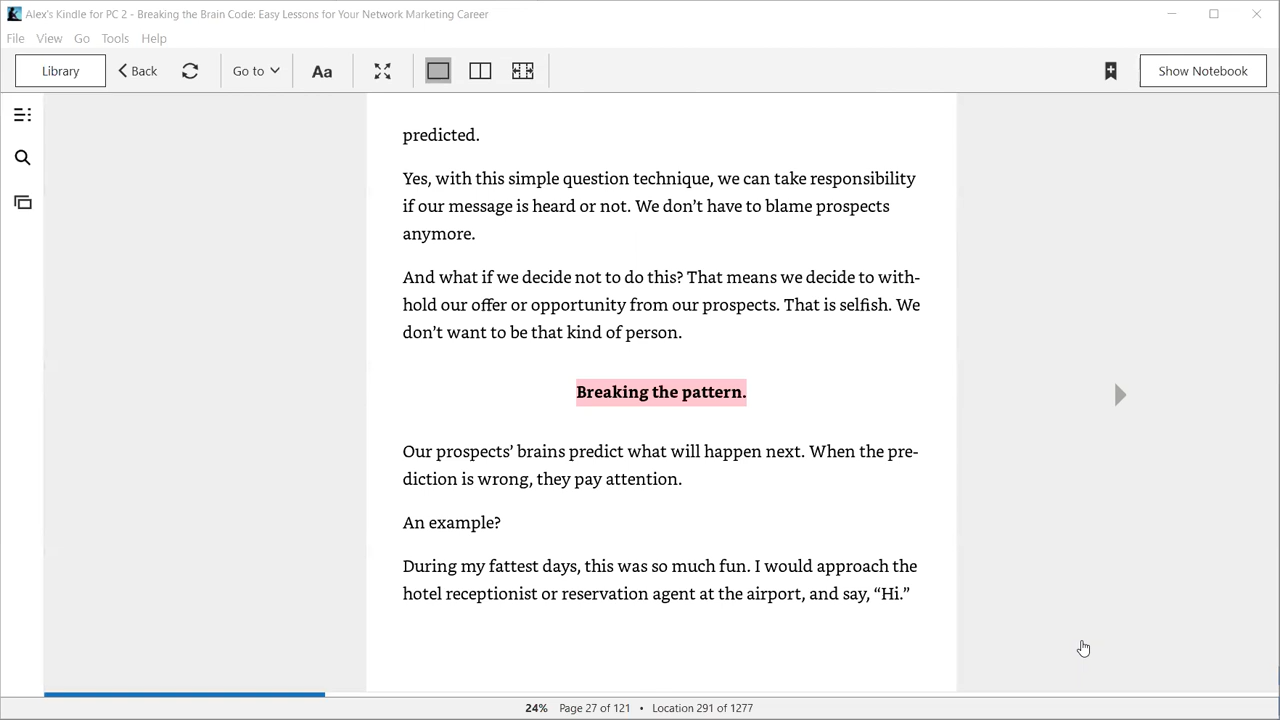 Alex's Kindle for PC 2 - Breaking the Brain Code: Easy Lessons for Your Network Marketing Career
File View Go Tools Help
Library Back Go to Aa Show Notebook
predicted.
Yes, with this simple question technique, we can take responsibility
if our message is heard or not. We don’t have to blame prospects
anymore.
And what if we decide not to do this? That means we decide to with-
hold our offer or opportunity from our prospects. That is selfish. We
don’t want to be that kind of person.
Breaking the pattern.
Our prospects’ brains predict what will happen next. When the pre-
diction is wrong, they pay attention.
An example?
During my fattest days, this was so much fun. I would approach the
hotel receptionist or reservation agent at the airport, and say, “Hi.”
24% Page 27 of 121 • Location 291 of 1277